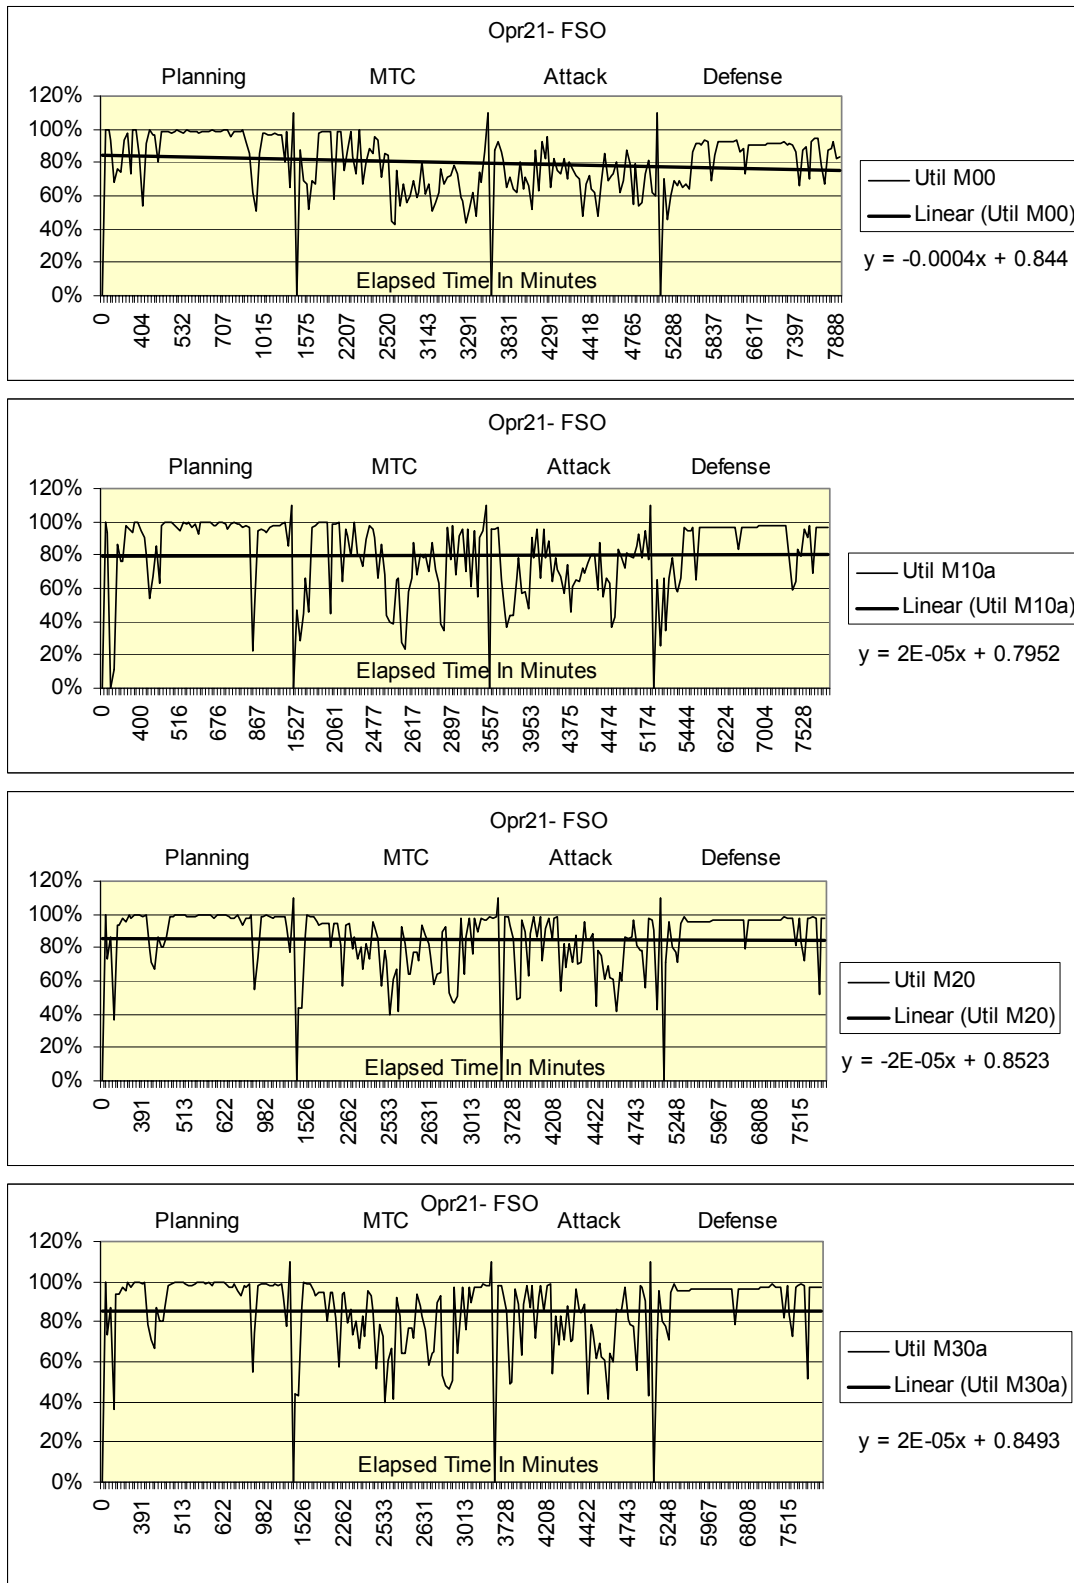 Opr21- FSO
Planning MTC Attack Defense
120%
100%
80%
60%
40%
20%
0%
Elapsed Time In Minutes
0 404 532 707 1015 1575 2207 2520 3143 3291 3831 4291 4418 4765 5288 5837 6617 7397 7888
Util M00
Linear (Util M00)
y = -0.0004x + 0.844
Opr21- FSO
Planning MTC Attack Defense
120%
100%
80%
60%
40%
20%
0%
Elapsed Time In Minutes
0 400 516 676 867 1527 2061 2477 2617 2897 3557 3953 4375 4474 5174 5444 6224 7004 7528
Util M10a
Linear (Util M10a)
y = 2E-05x + 0.7952
Opr21- FSO
Planning MTC Attack Defense
120%
100%
80%
60%
40%
20%
0%
Elapsed Time In Minutes
0 391 513 622 982 1526 2262 2533 2631 3013 3728 4208 4422 4743 5248 5967 6808 7515
Util M20
Linear (Util M20)
y = -2E-05x + 0.8523
Opr21- FSO
Planning MTC Attack Defense
120%
100%
80%
60%
40%
20%
0%
Elapsed Time In Minutes
0 391 513 622 982 1526 2262 2533 2631 3013 3728 4208 4422 4743 5248 5967 6808 7515
Util M30a
Linear (Util M30a)
y = 2E-05x + 0.8493